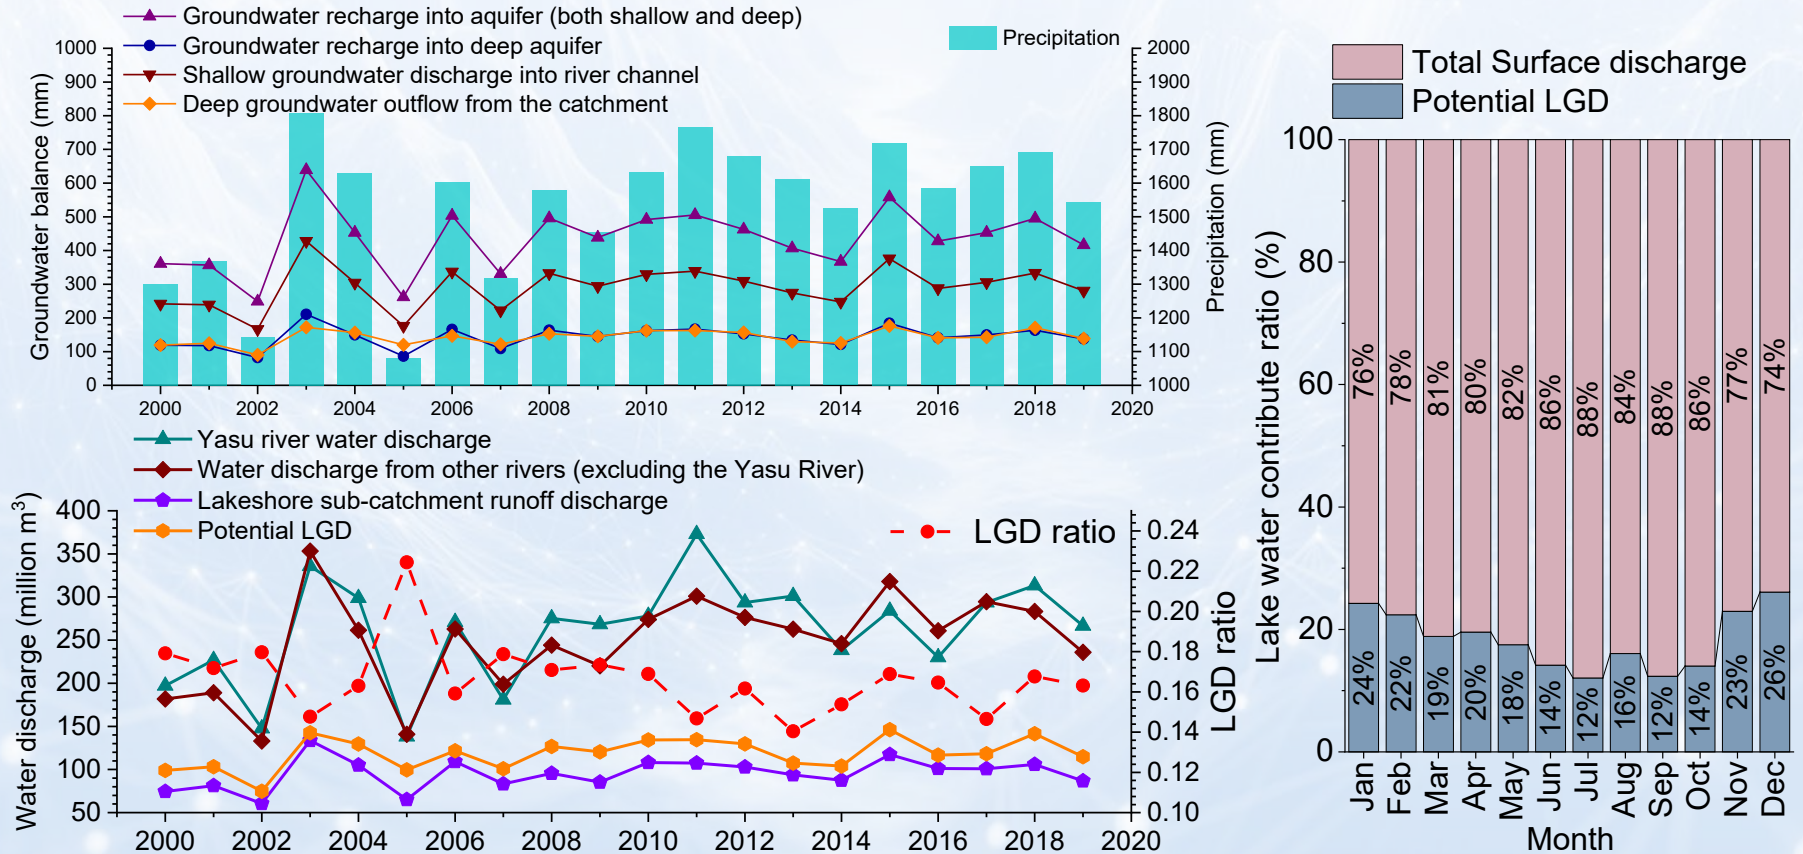 Groundwater recharge into aquifer (both shallow and deep)
Groundwater recharge into deep aquifer
Shallow groundwater discharge into river channel
Deep groundwater outflow from the catchment
Precipitation
Groundwater balance (mm)
1000
900
800
700
600
500
400
300
200
100
0
2000
1900
1800
1700
1600
1500
1400
1300
1200
1100
1000
Precipitation (mm)
2000 2002 2004 2006 2008 2010 2012 2014 2016 2018 2020
Yasu river water discharge
Water discharge from other rivers (excluding the Yasu River)
Lakeshore sub-catchment runoff discharge
Potential LGD
LGD ratio
Water discharge (million m³)
400
350
300
250
200
150
100
50
0.24
0.22
0.20
0.18
0.16
0.14
0.12
0.10
LGD ratio
2000 2002 2004 2006 2008 2010 2012 2014 2016 2018 2020
Total Surface discharge
Potential LGD
Lake water contribute ratio (%)
100
80
60
40
20
0
76% 78% 81% 80% 82% 86% 88% 84% 88% 86% 77% 74%
24% 22% 19% 20% 18% 14% 12% 16% 12% 14% 23% 26%
Jan Feb Mar Apr May Jun Jul Aug Sep Oct Nov Dec
Month